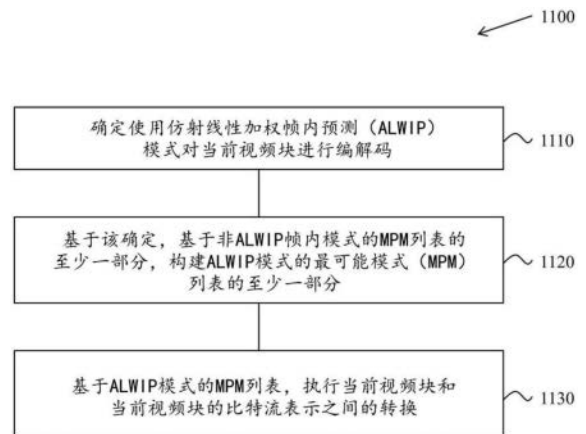 1100
确定使用仿射线性加权帧内预测（ALWIP）
模式对当前视频块进行编解码
1110
基于该确定，基于非ALWIP帧内模式的MPM列表的
至少一部分，构建ALWIP模式的最可能模式（MPM）
列表的至少一部分
1120
基于ALWIP模式的MPM列表，执行当前视频块和
当前视频块的比特流表示之间的转换
1130